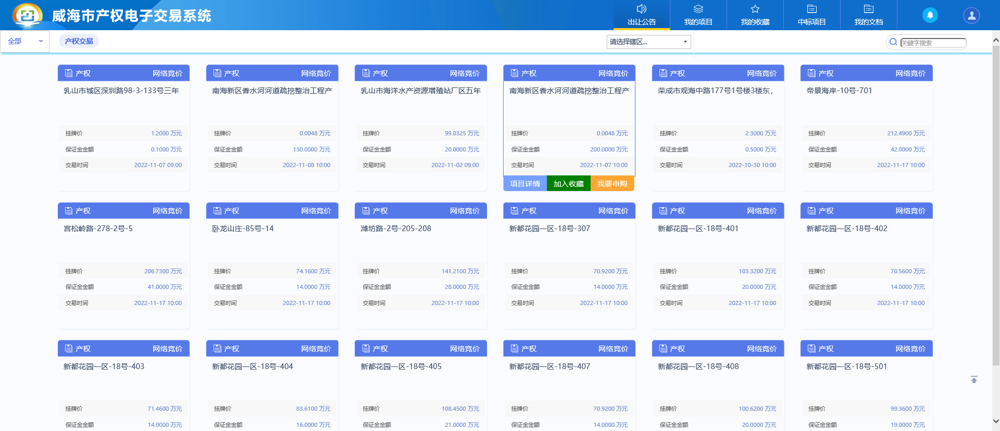 威海市产权电子交易系统
出让公告 我的项目 我的收藏 中标项目 我的文档
全部 产权交易 请选择辖区... 关键字搜索
产权 网络竞价 产权 网络竞价 产权 网络竞价 产权 网络竞价 产权 网络竞价 产权 网络竞价
乳山市城区深圳路98-3-133号三年 南海新区香水河河道疏挖整治工程产 乳山市海洋水产资源增殖站厂区五年 南海新区香水河河道疏挖整治工程产 荣成市观海中路177号1号楼3楼东， 帝景海岸-10号-701
挂牌价 1.2000 万元 挂牌价 0.0048 万元 挂牌价 99.8325 万元 挂牌价 0.0048 万元 挂牌价 2.3000 万元 挂牌价 212.4900 万元
保证金金额 0.1000 万元 保证金金额 130.0000 万元 保证金金额 20.0000 万元 保证金金额 200.0000 万元 保证金金额 0.5000 万元 保证金金额 42.0000 万元
交易时间 2022-11-07 09:00 交易时间 2022-11-08 10:00 交易时间 2022-11-02 09:00 交易时间 2022-11-07 10:00 交易时间 2022-10-30 10:00 交易时间 2022-11-17 10:00
项目详情 加入收藏 我要申购
产权 网络竞价 产权 网络竞价 产权 网络竞价 产权 网络竞价 产权 网络竞价 产权 网络竞价
宫松岭路-278-2号-5 卧龙山庄-85号-14 潍坊路-2号-205-208 新都花园一区-18号-307 新都花园一区-18号-401 新都花园一区-18号-402
挂牌价 206.7300 万元 挂牌价 74.1600 万元 挂牌价 141.2100 万元 挂牌价 70.9200 万元 挂牌价 103.3200 万元 挂牌价 70.5600 万元
保证金金额 41.0000 万元 保证金金额 14.0000 万元 保证金金额 28.0000 万元 保证金金额 14.0000 万元 保证金金额 20.0000 万元 保证金金额 14.0000 万元
交易时间 2022-11-17 10:00 交易时间 2022-11-17 10:00 交易时间 2022-11-17 10:00 交易时间 2022-11-17 10:00 交易时间 2022-11-17 10:00 交易时间 2022-11-17 10:00
产权 网络竞价 产权 网络竞价 产权 网络竞价 产权 网络竞价 产权 网络竞价 产权 网络竞价
新都花园一区-18号-403 新都花园一区-18号-404 新都花园一区-18号-405 新都花园一区-18号-407 新都花园一区-18号-408 新都花园一区-18号-501
挂牌价 71.4600 万元 挂牌价 83.6100 万元 挂牌价 108.4500 万元 挂牌价 70.9200 万元 挂牌价 100.6200 万元 挂牌价 99.3600 万元
保证金金额 14.0000 万元 保证金金额 16.0000 万元 保证金金额 21.0000 万元 保证金金额 14.0000 万元 保证金金额 20.0000 万元 保证金金额 19.0000 万元